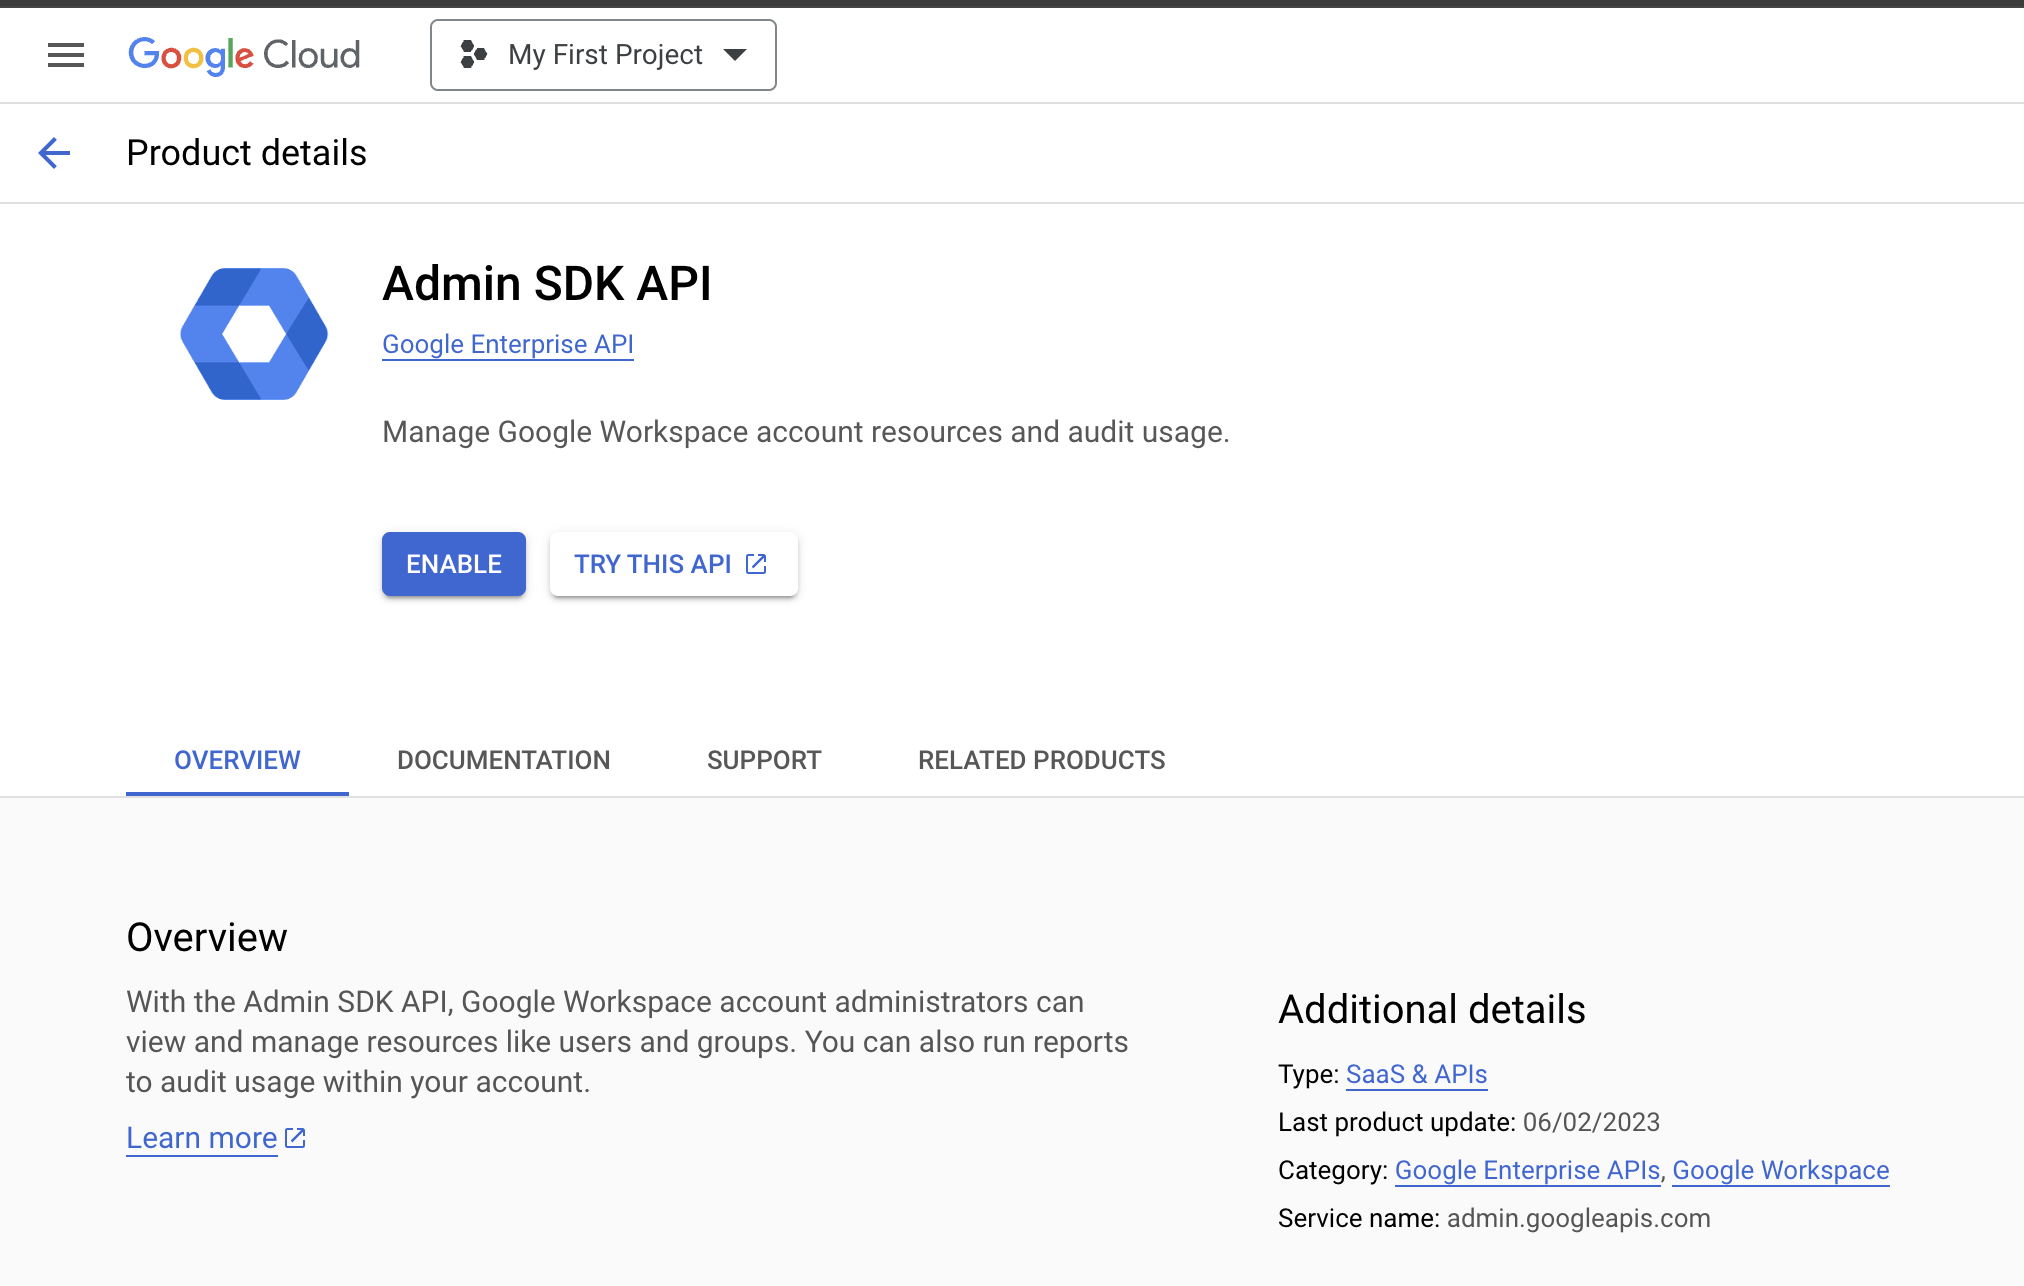 Google Cloud
My First Project
Product details
Admin SDK API
Google Enterprise API
Manage Google Workspace account resources and audit usage.
ENABLE
TRY THIS API
OVERVIEW
DOCUMENTATION
SUPPORT
RELATED PRODUCTS
Overview
With the Admin SDK API, Google Workspace account administrators can
view and manage resources like users and groups. You can also run reports
to audit usage within your account.
Learn more
Additional details
Type: SaaS & APIs
Last product update: 06/02/2023
Category: Google Enterprise APIs, Google Workspace
Service name: admin.googleapis.com